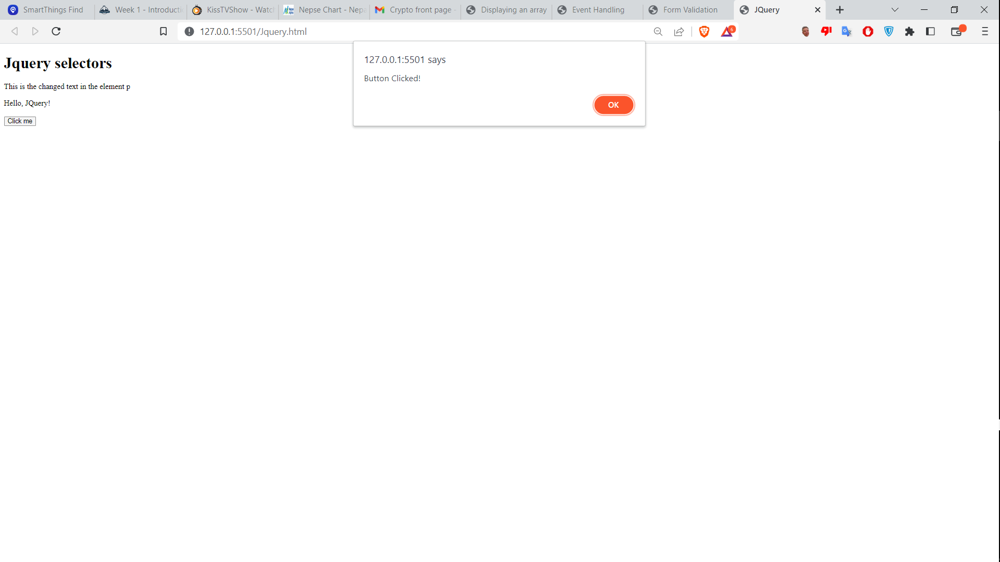 SmartThings Find
Week 1 - Introducti
KissTVShow - Watc
Nepse Chart - Nepa
Crypto front page -
Displaying an array
Event Handling
Form Validation
JQuery
127.0.0.1:5501/Jquery.html
6
127.0.0.1:5501 says
Button Clicked!
OK
Jquery selectors
This is the changed text in the element p
Hello, JQuery!
Click me